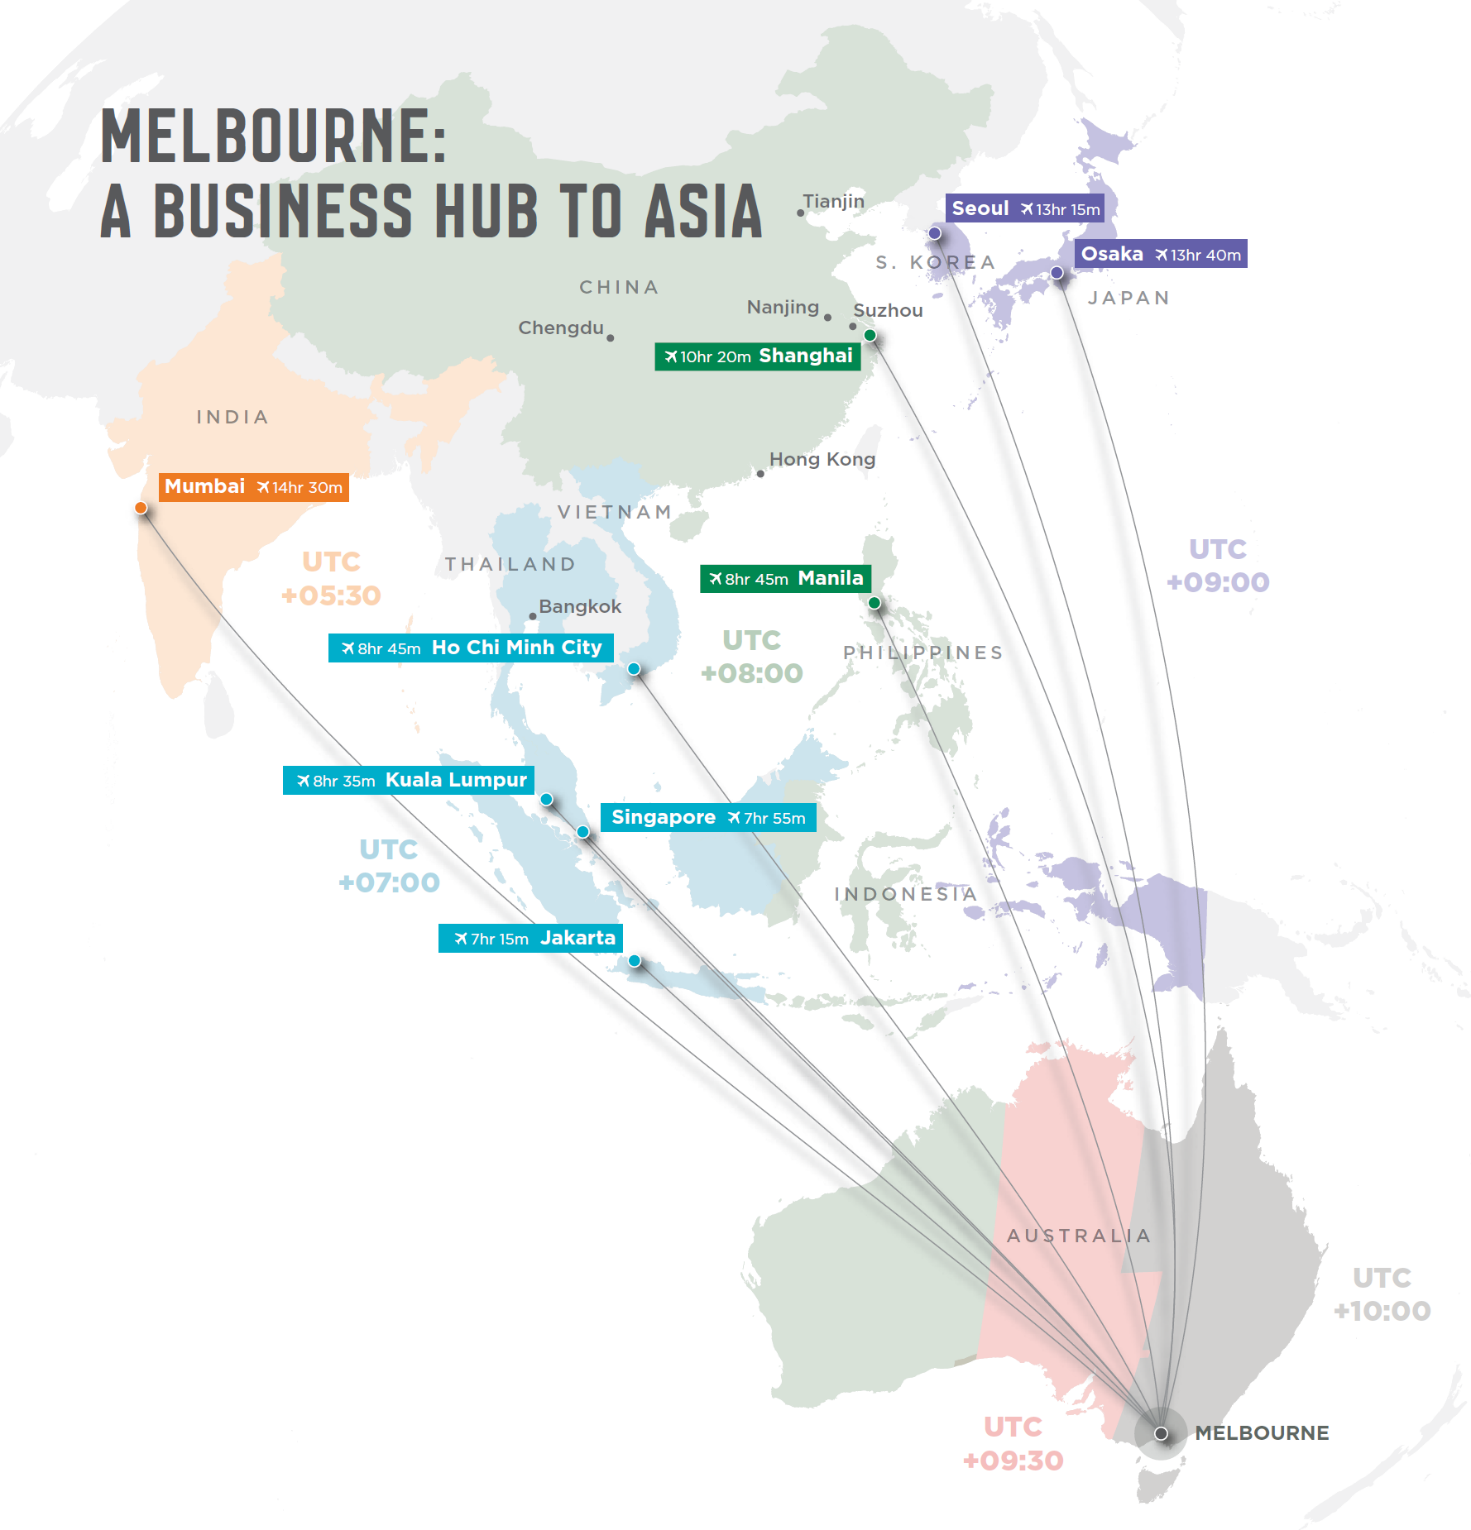 MELBOURNE:
A BUSINESS HUB TO ASIA
Tianjin
Seoul 13hr 15m
Osaka 13hr 40m
S. KOREA
JAPAN
CHINA
Nanjing
Suzhou
Chengdu
10hr 20m Shanghai
INDIA
Hong Kong
Mumbai 14hr 30m
VIETNAM
UTC
+05:30
THAILAND
UTC
+09:00
8hr 45m Manila
Bangkok
8hr 45m Ho Chi Minh City
UTC
+08:00
PHILIPPINES
8hr 35m Kuala Lumpur
Singapore 7hr 55m
UTC
+07:00
INDONESIA
7hr 15m Jakarta
AUSTRALIA
UTC
+10:00
UTC
+09:30
MELBOURNE